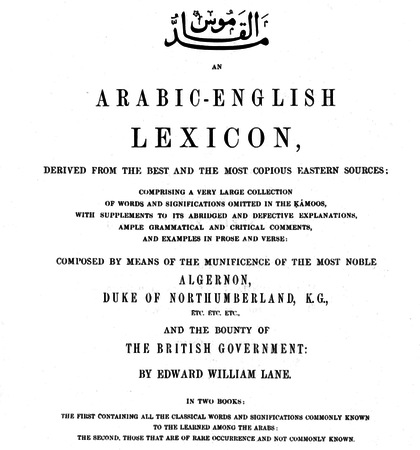 مد القاموس
AN
ARABIC-ENGLISH
LEXICON,
DERIVED FROM THE BEST AND THE MOST COPIOUS EASTERN SOURCES;
COMPRISING A VERY LARGE COLLECTION
OF WORDS AND SIGNIFICATIONS OMITTED IN THE ḲÁMOOS,
WITH SUPPLEMENTS TO ITS ABRIDGED AND DEFECTIVE EXPLANATIONS,
AMPLE GRAMMATICAL AND CRITICAL COMMENTS,
AND EXAMPLES IN PROSE AND VERSE:
COMPOSED BY MEANS OF THE MUNIFICENCE OF THE MOST NOBLE
ALGERNON,
DUKE OF NORTHUMBERLAND, K.G.,
ETC. ETC. ETC.,
AND THE BOUNTY OF
THE BRITISH GOVERNMENT:
BY EDWARD WILLIAM LANE.
IN TWO BOOKS:
THE FIRST CONTAINING ALL THE CLASSICAL WORDS AND SIGNIFICATIONS COMMONLY KNOWN
TO THE LEARNED AMONG THE ARABS:
THE SECOND, THOSE THAT ARE OF RARE OCCURRENCE AND NOT COMMONLY KNOWN.